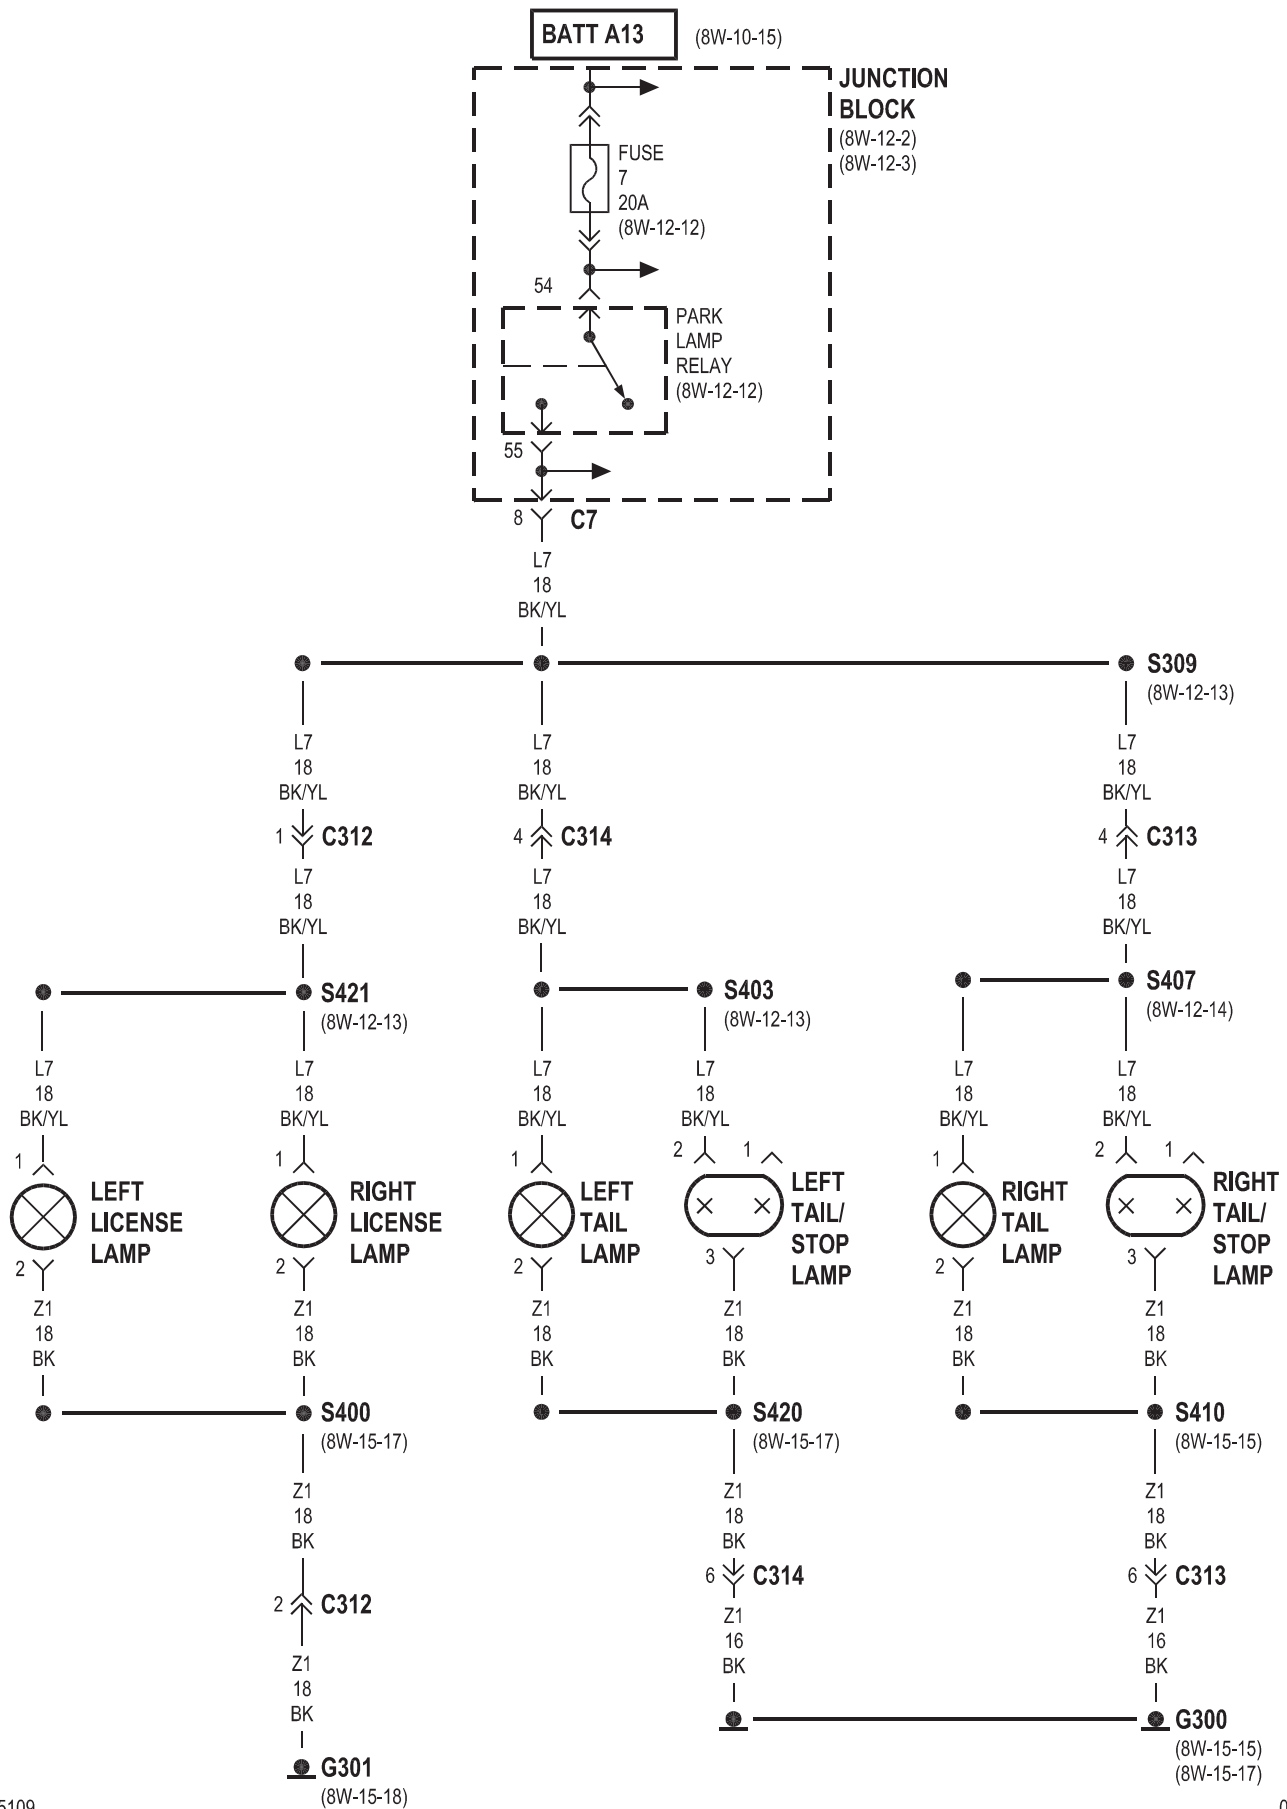 BATT A13
(8W-10-15)
JUNCTION
BLOCK
(8W-12-2)
(8W-12-3)
FUSE
7
20A
(8W-12-12)
54
PARK
LAMP
RELAY
(8W-12-12)
55
8
C7
L7
18
BK/YL
S309
(8W-12-13)
L7
18
BK/YL
L7
18
BK/YL
L7
18
BK/YL
1
C312
4
C314
4
C313
L7
18
BK/YL
L7
18
BK/YL
L7
18
BK/YL
S421
(8W-12-13)
S403
(8W-12-13)
S407
(8W-12-14)
L7
18
BK/YL
L7
18
BK/YL
L7
18
BK/YL
L7
18
BK/YL
L7
18
BK/YL
L7
18
BK/YL
1
LEFT
LICENSE
LAMP
2
1
RIGHT
LICENSE
LAMP
2
1
LEFT
TAIL
LAMP
2
2
1
LEFT
TAIL/
STOP
LAMP
3
1
RIGHT
TAIL
LAMP
2
2
1
RIGHT
TAIL/
STOP
LAMP
3
Z1
18
BK
Z1
18
BK
Z1
18
BK
Z1
18
BK
Z1
18
BK
Z1
18
BK
S400
(8W-15-17)
S420
(8W-15-17)
S410
(8W-15-15)
Z1
18
BK
Z1
18
BK
Z1
18
BK
2
C312
6
C314
6
C313
Z1
18
BK
Z1
16
BK
Z1
16
BK
G301
(8W-15-18)
G300
(8W-15-15)
(8W-15-17)